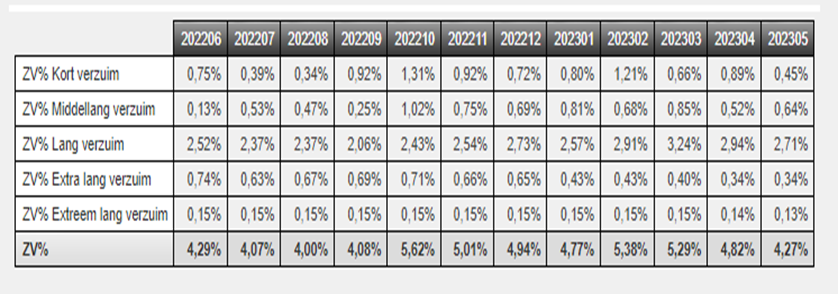 202206 202207 202208 202209 202210 202211 202212 202301 202302 202303 202304 202305
ZV% Kort verzuim 0,75% 0,39% 0,34% 0,92% 1,31% 0,92% 0,72% 0,80% 1,21% 0,66% 0,89% 0,45%
ZV% Middellang verzuim 0,13% 0,53% 0,47% 0,25% 1,02% 0,75% 0,69% 0,81% 0,68% 0,85% 0,52% 0,64%
ZV% Lang verzuim 2,52% 2,37% 2,37% 2,06% 2,43% 2,54% 2,73% 2,57% 2,91% 3,24% 2,94% 2,71%
ZV% Extra lang verzuim 0,74% 0,63% 0,67% 0,69% 0,71% 0,66% 0,65% 0,43% 0,43% 0,40% 0,34% 0,34%
ZV% Extreem lang verzuim 0,15% 0,15% 0,15% 0,15% 0,15% 0,15% 0,15% 0,15% 0,15% 0,15% 0,14% 0,13%
ZV% 4,29% 4,07% 4,00% 4,08% 5,62% 5,01% 4,94% 4,77% 5,38% 5,29% 4,82% 4,27%